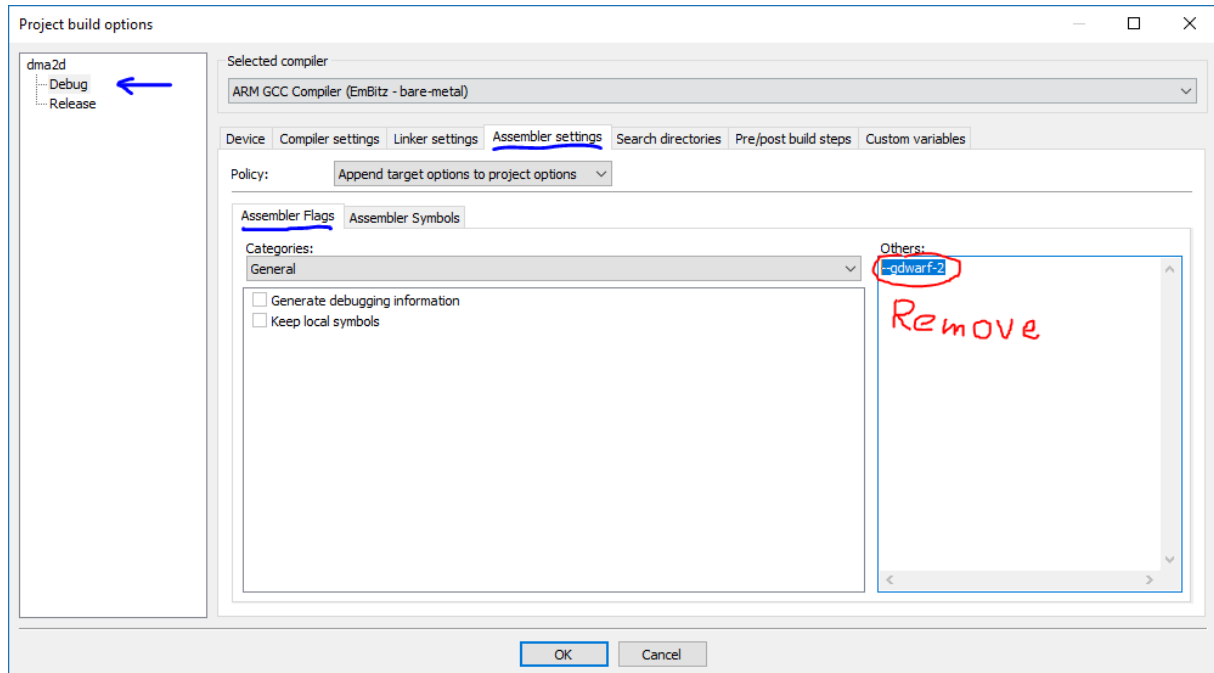 Project build options
dma2d
Debug
Release
Selected compiler
ARM GCC Compiler (EmBitz - bare-metal)
Device Compiler settings Linker settings Assembler settings Search directories Pre/post build steps Custom variables
Policy: Append target options to project options
Assembler Flags Assembler Symbols
Categories:
General
Generate debugging information
Keep local symbols
Others:
--gdwarf-2
Remove
OK Cancel